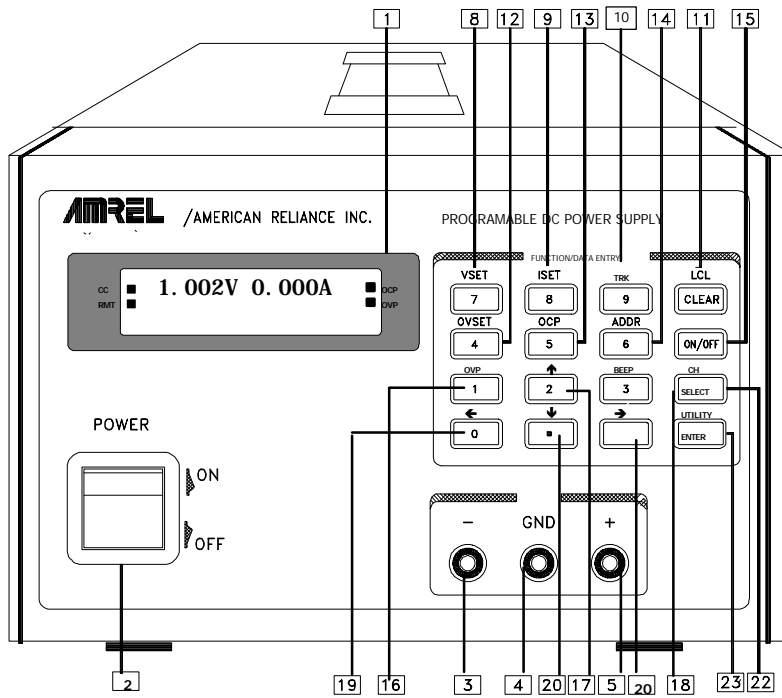 1 8 12 9 13 10 14 11 15
AMREL /AMERICAN RELIANCE INC.
PROGRAMABLE DC POWER SUPPLY
FUNCTION/DATA ENTRY
CC 1.002V 0.000A OCP
RMT OVP
VSET ISET TRK LCL
7 8 9 CLEAR
OVSET OCP ADDR
4 5 6 ON/OFF
OVP ↑ BEEP CH
1 2 3 SELECT
← ↓ → UTILITY
0 . ENTER
POWER
ON
OFF
- GND +
2 19 16 3 4 20 17 5 20 18 22 23